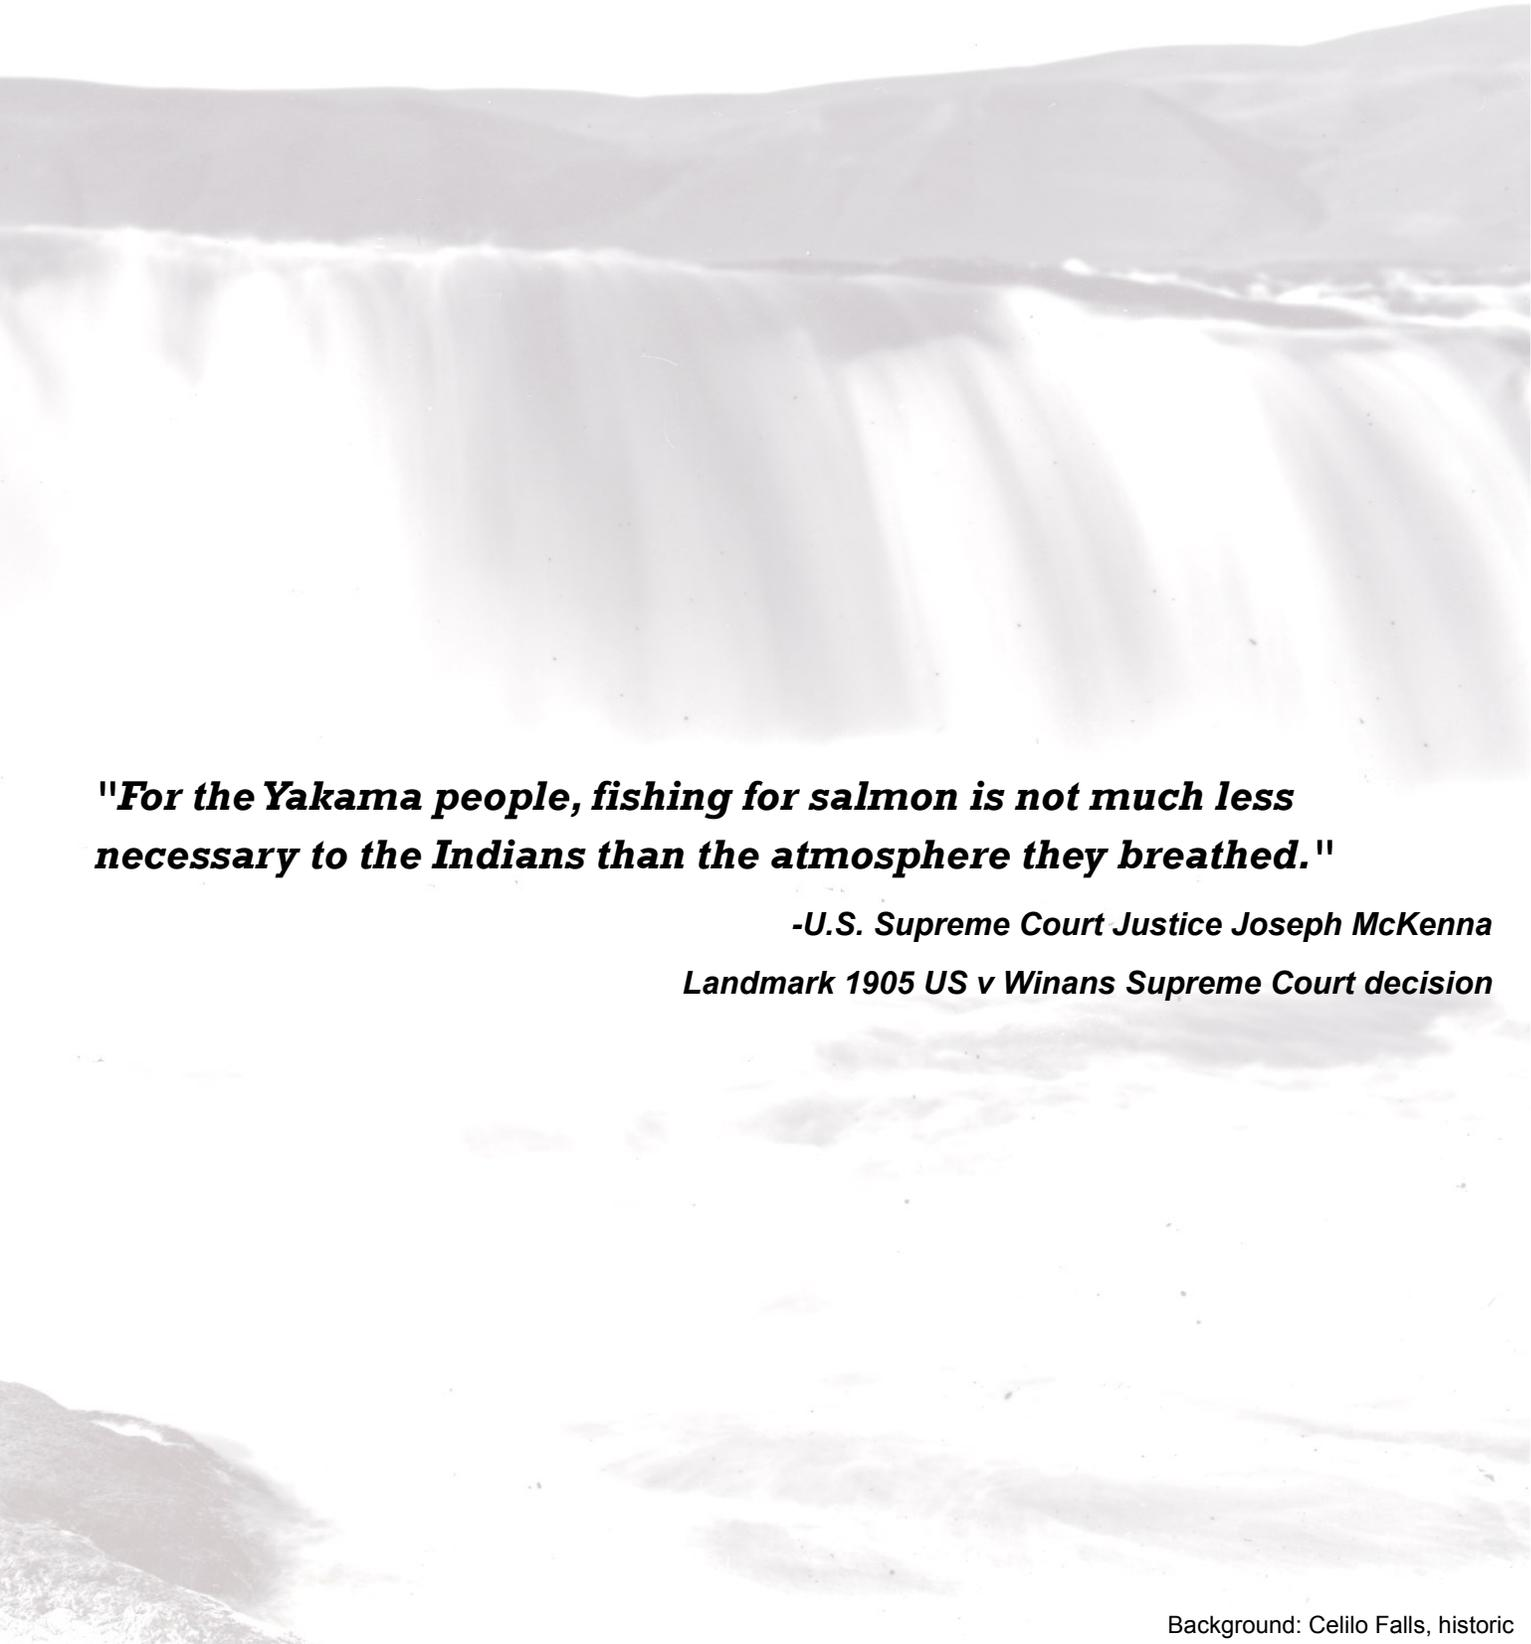 "For the Yakama people, fishing for salmon is not much less
necessary to the Indians than the atmosphere they breathed."
-U.S. Supreme Court Justice Joseph McKenna
Landmark 1905 US v Winans Supreme Court decision
Background: Celilo Falls, historic